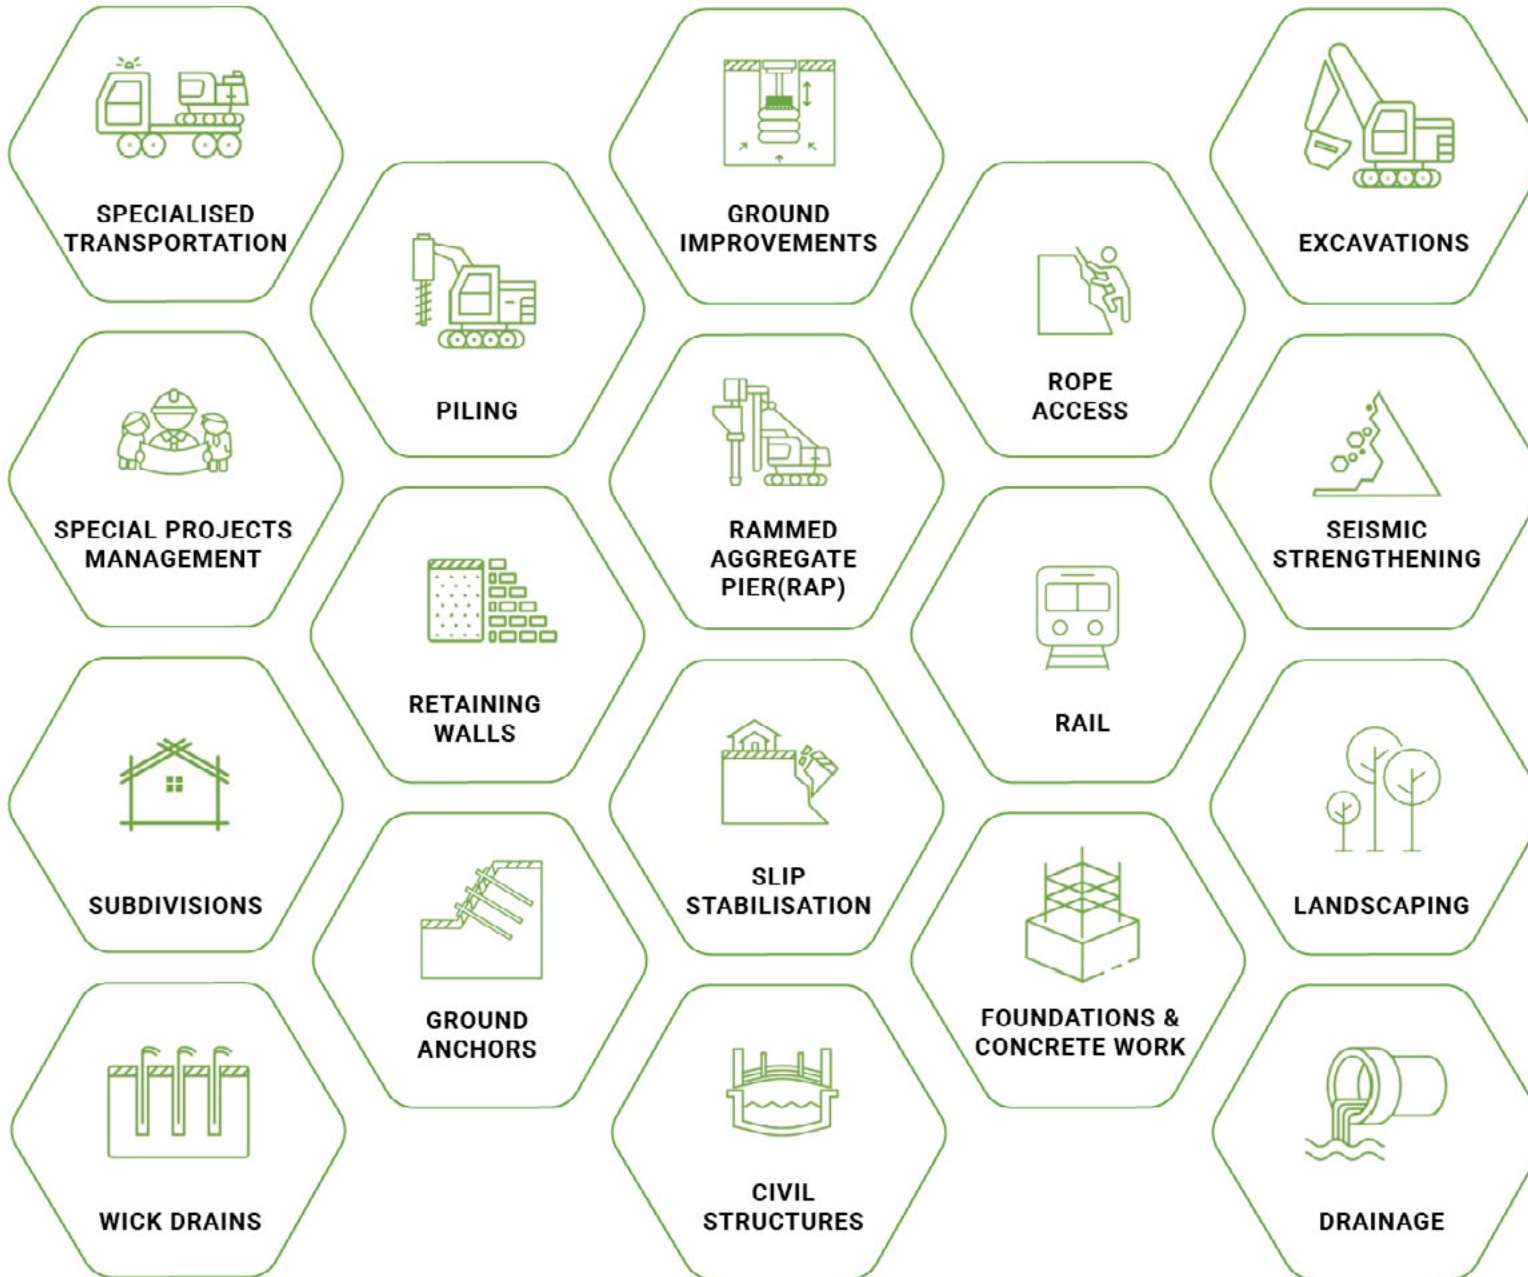 SPECIALISED
TRANSPORTATION
GROUND
IMPROVEMENTS
EXCAVATIONS
PILING
ROPE
ACCESS
SPECIAL PROJECTS
MANAGEMENT
RAMMED
AGGREGATE
PIER(RAP)
SEISMIC
STRENGTHENING
RETAINING
WALLS
RAIL
SUBDIVISIONS
SLIP
STABILISATION
LANDSCAPING
GROUND
ANCHORS
FOUNDATIONS &
CONCRETE WORK
WICK DRAINS
CIVIL
STRUCTURES
DRAINAGE